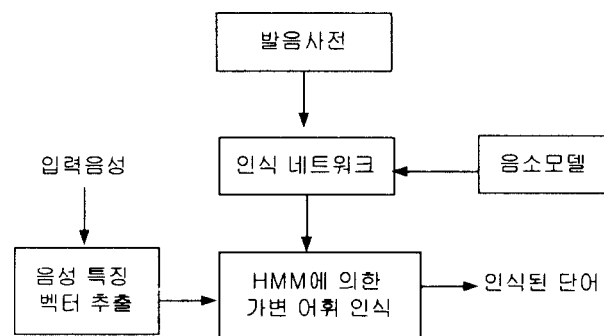 발음사전
입력음성
인식 네트워크
음소모델
음성 특징
벡터 추출
HMM에 의한
가변 어휘 인식
인식된 단어